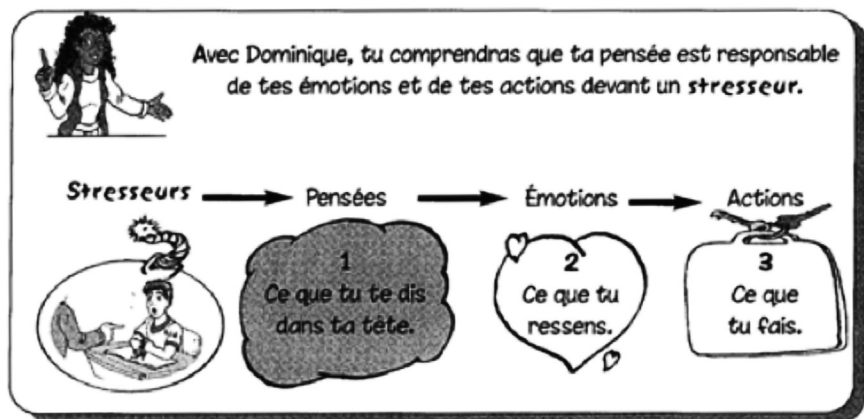 Avec Dominique, tu comprendras que ta pensée est responsable
de tes émotions et de tes actions devant un stresseur.
Stresseurs
Pensées
Émotions
Actions
1
Ce que tu te dis
dans ta tête.
2
Ce que tu
ressens.
3
Ce que
tu fais.